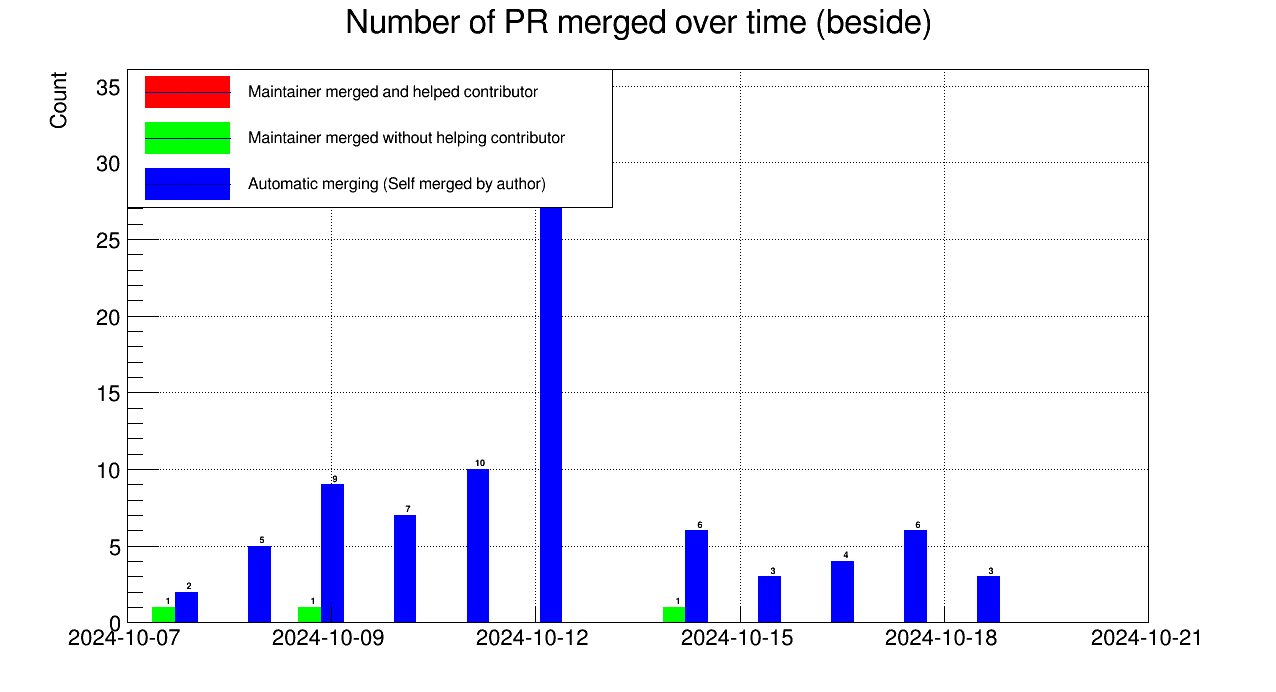 Number of PR merged over time (beside)
Count
35
30
25
20
15
10
5
0
Maintainer merged and helped contributor
Maintainer merged without helping contributor
Automatic merging (Self merged by author)
1 2 5 1 9 7 10 1 6 3 4 6 3
2024-10-07 2024-10-09 2024-10-12 2024-10-15 2024-10-18 2024-10-21